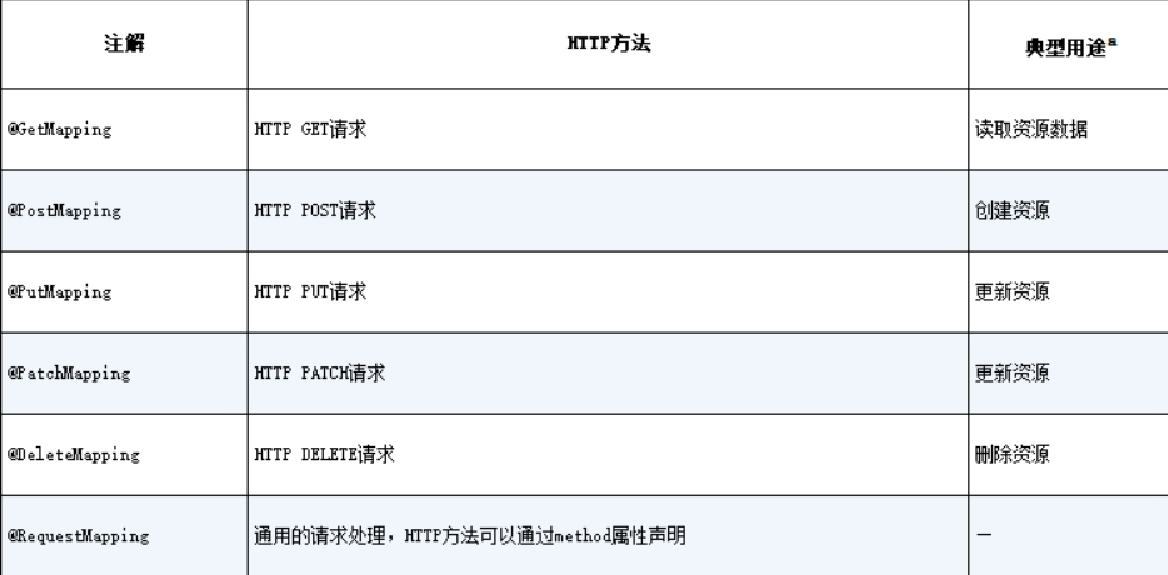 注解 HTTP方法 典型用途a
@GetMapping HTTP GET请求 读取资源数据
@PostMapping HTTP POST请求 创建资源
@PutMapping HTTP PUT请求 更新资源
@PatchMapping HTTP PATCH请求 更新资源
@DeleteMapping HTTP DELETE请求 删除资源
@RequestMapping 通用的请求处理，HTTP方法可以通过method属性声明 —